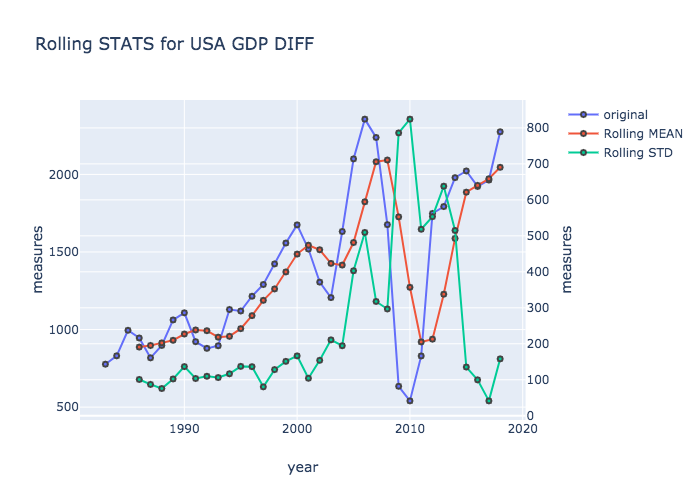 Rolling STATS for USA GDP DIFF
original
Rolling MEAN
Rolling STD
2000
1500
1000
500
measures
800
700
600
500
400
300
200
100
0
measures
1990
2000
2010
2020
year